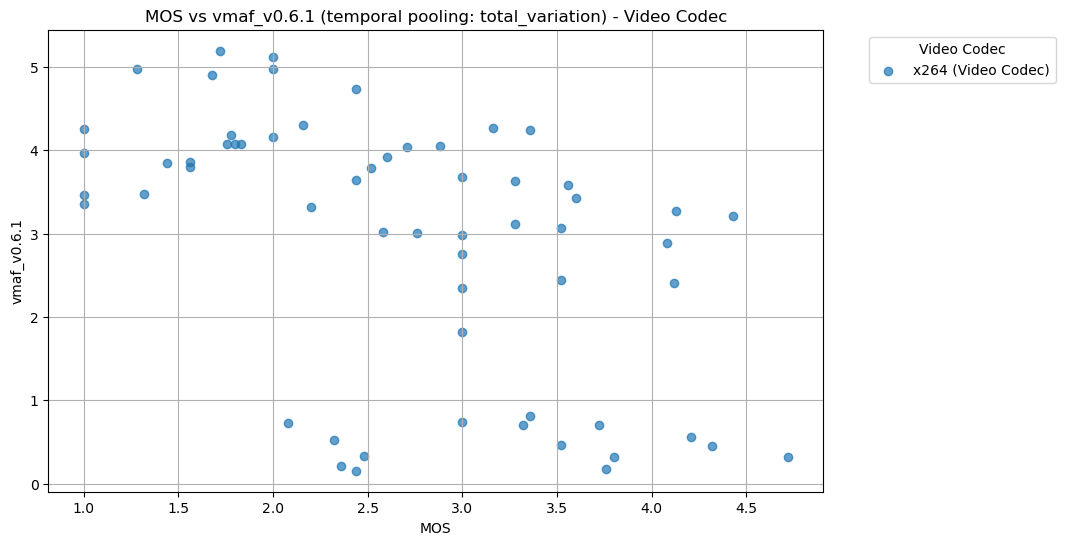 MOS vs vmaf_v0.6.1 (temporal pooling: total_variation) - Video Codec
Video Codec
x264 (Video Codec)
vmaf_v0.6.1
5
4
3
2
1
0
1.0 1.5 2.0 2.5 3.0 3.5 4.0 4.5
MOS